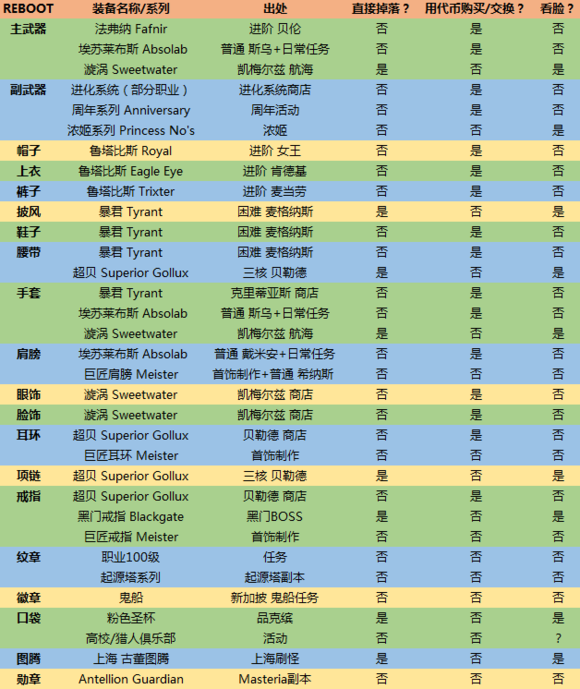 REBOOT 装备名称/系列 出处 直接掉落？ 用代币购买/交换？ 看脸？
主武器 法弗纳 Fafnir 进阶 贝伦 否 是 否
埃苏莱布斯 Absolab 普通 斯乌+日常任务 否 是 否
漩涡 Sweetwater 凯梅尔兹 航海 是 否 是
副武器 进化系统（部分职业） 进化系统商店 否 是 否
周年系列 Anniversary 周年活动 否 是 否
浓姬系列 Princess No's 浓姬 否 否 是
帽子 鲁塔比斯 Royal 进阶 女王 否 是 否
上衣 鲁塔比斯 Eagle Eye 进阶 肯德基 否 是 否
裤子 鲁塔比斯 Trixter 进阶 麦当劳 否 是 否
披风 暴君 Tyrant 困难 麦格纳斯 是 否 是
鞋子 暴君 Tyrant 困难 麦格纳斯 否 是 否
腰带 暴君 Tyrant 困难 麦格纳斯 否 是 否
超贝 Superior Gollux 三核 贝勒德 是 否 是
手套 暴君 Tyrant 克里蒂亚斯 商店 否 是 否
埃苏莱布斯 Absolab 普通 斯乌+日常任务 否 是 否
漩涡 Sweetwater 凯梅尔兹 航海 是 否 是
肩膀 埃苏莱布斯 Absolab 普通 戴米安+日常任务 否 是 否
巨匠肩膀 Meister 首饰制作+普通 希纳斯 否 否 否
眼饰 漩涡 Sweetwater 凯梅尔兹 商店 否 是 否
脸饰 漩涡 Sweetwater 凯梅尔兹 商店 否 是 否
耳环 超贝 Superior Gollux 贝勒德 商店 否 是 否
巨匠耳环 Meister 首饰制作 否 否 否
项链 超贝 Superior Gollux 三核 贝勒德 是 否 是
戒指 超贝 Superior Gollux 贝勒德 商店 否 是 否
黑门戒指 Blackgate 黑门BOSS 是 否 是
巨匠戒指 Meister 首饰制作 否 否 否
纹章 职业100级 任务 否 否 否
起源塔系列 起源塔副本 否 否 否
徽章 鬼船 新加披 鬼船任务 否 否 否
口袋 粉色圣杯 品克缤 是 否 是
高校/猎人俱乐部 活动 否 否 ？
图腾 上海 古董图腾 上海刷怪 是 否 是
勋章 Antellion Guardian Masteria副本 否 否 否